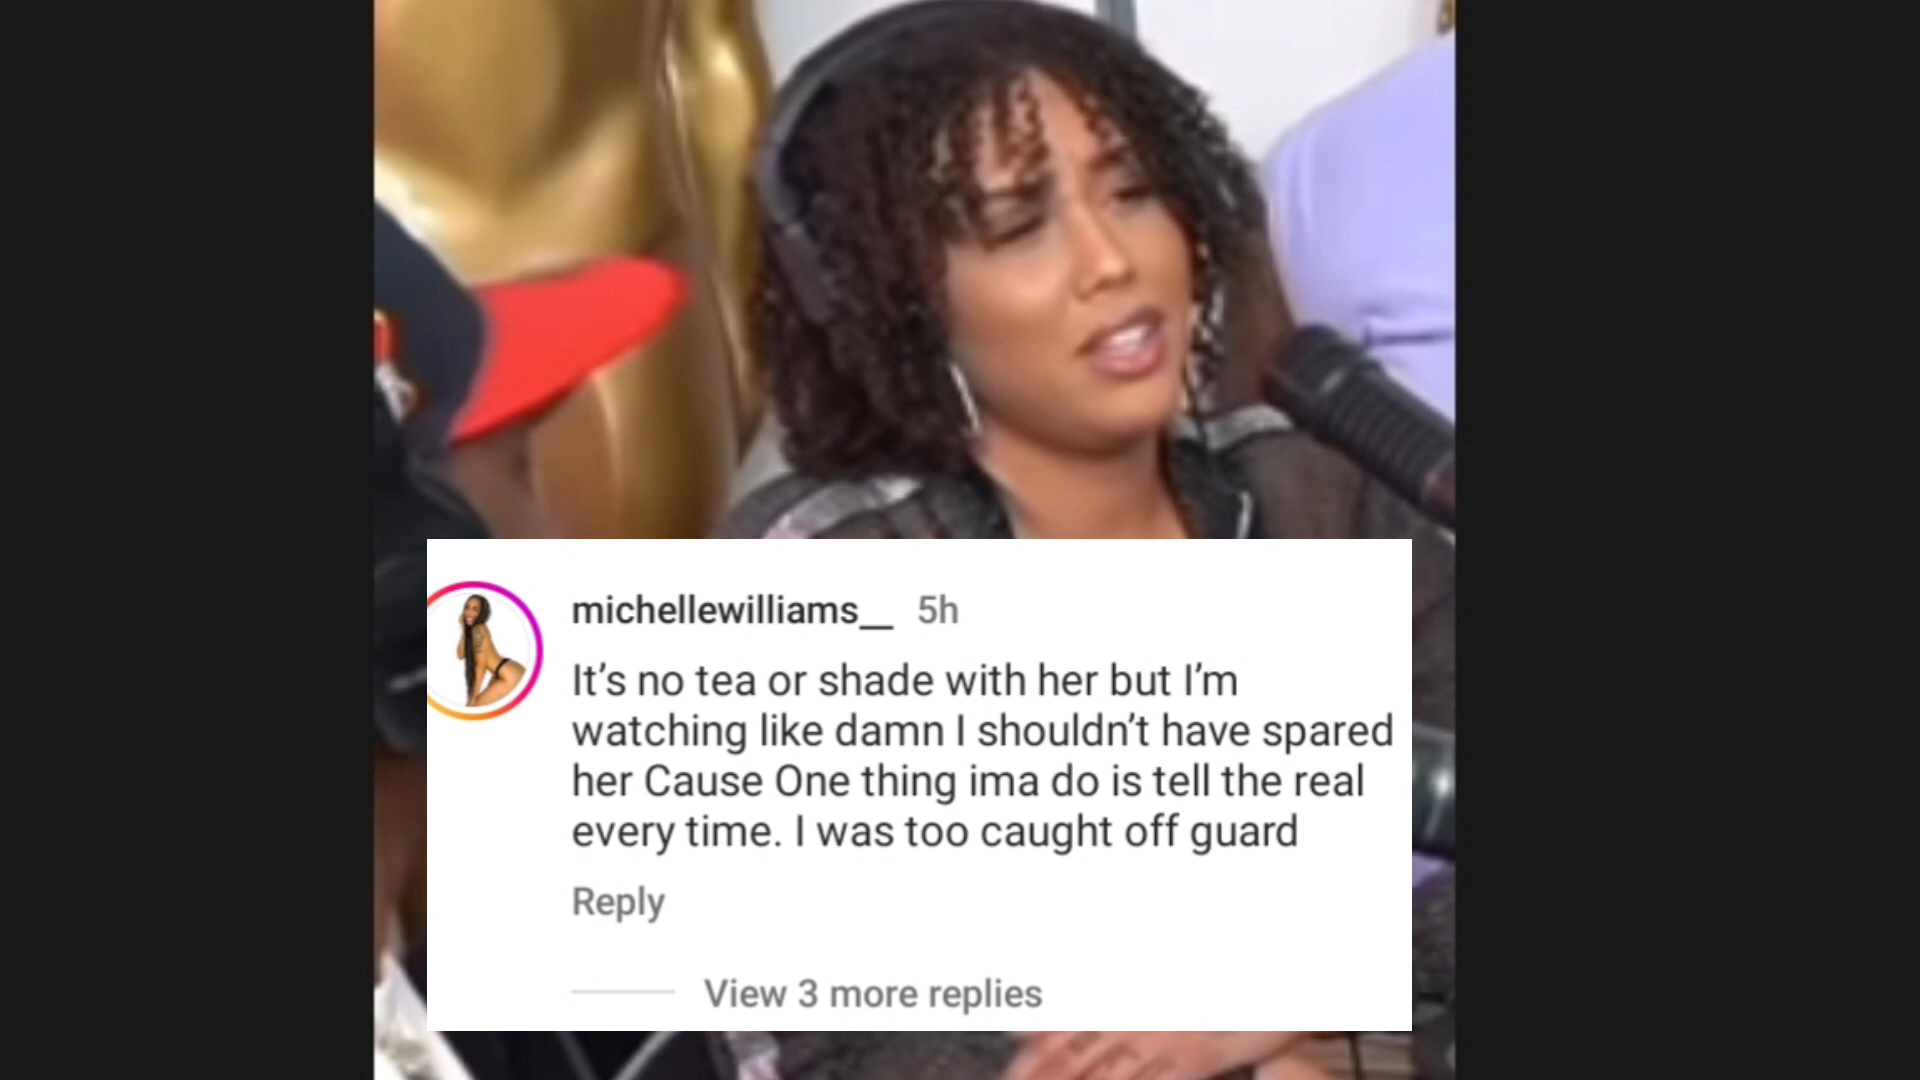 michellewilliams__ 5h
It’s no tea or shade with her but I’m
watching like damn I shouldn’t have spared
her Cause One thing ima do is tell the real
every time. I was too caught off guard
Reply
View 3 more replies